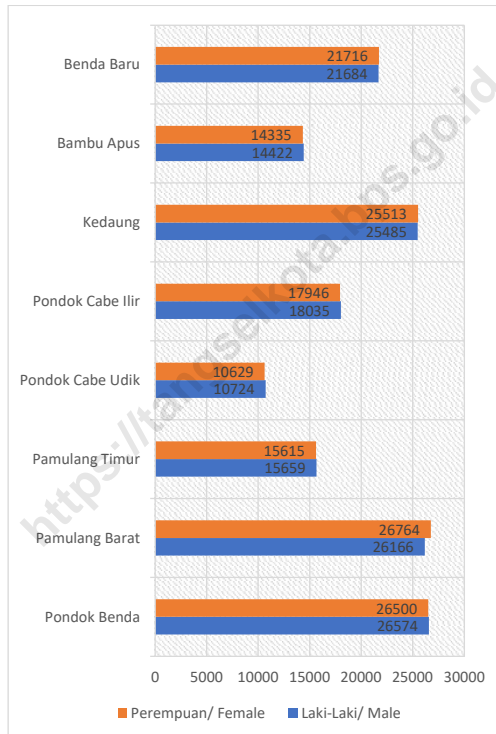 Benda Baru
21716
21684
Bambu Apus
14335
14422
Kedaung
25513
25485
Pondok Cabe Ilir
17946
18035
Pondok Cabe Udik
10629
10724
Pamulang Timur
15615
15659
Pamulang Barat
26764
26166
Pondok Benda
26500
26574
0 5000 10000 15000 20000 25000 30000
Perempuan/ Female Laki-Laki/ Male
https://tangselkota.bps.go.id